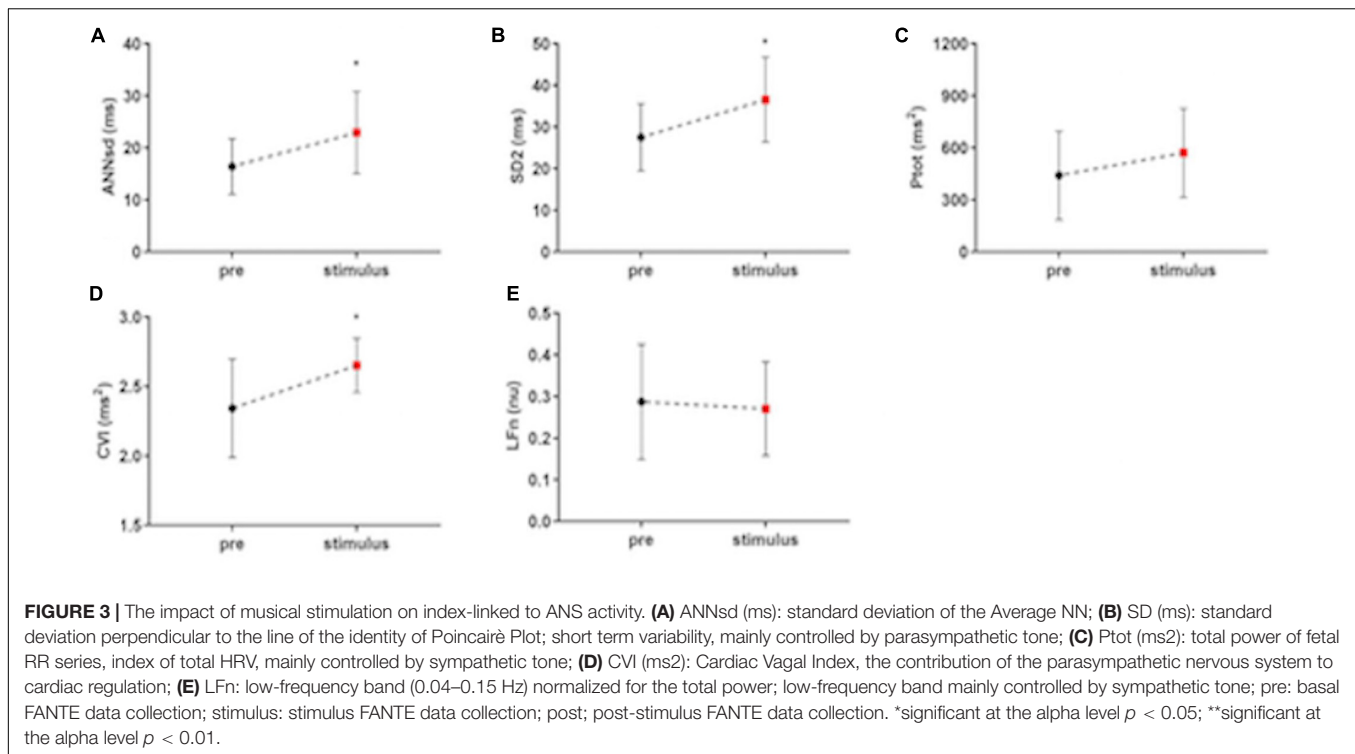 A
40
30
20
10
0
ANNsd (ms)
*
pre
stimulus
B
50
40
30
20
10
0
SD2 (ms)
*
pre
stimulus
C
1200
900
600
300
0
Ptot (ms²)
pre
stimulus
D
3.0
2.5
2.0
1.5
CVI (ms²)
*
pre
stimulus
E
0.5
0.4
0.3
0.2
0.1
0.0
LFn (nu)
pre
stimulus
FIGURE 3 | The impact of musical stimulation on index-linked to ANS activity. (A) ANNsd (ms): standard deviation of the Average NN; (B) SD (ms): standard
deviation perpendicular to the line of the identity of Poincairè Plot; short term variability, mainly controlled by parasympathetic tone; (C) Ptot (ms2): total power of fetal
RR series, index of total HRV, mainly controlled by sympathetic tone; (D) CVI (ms2): Cardiac Vagal Index, the contribution of the parasympathetic nervous system to
cardiac regulation; (E) LFn: low-frequency band (0.04–0.15 Hz) normalized for the total power; low-frequency band mainly controlled by sympathetic tone; pre: basal
FANTE data collection; stimulus: stimulus FANTE data collection; post; post-stimulus FANTE data collection. *significant at the alpha level p < 0.05; **significant at
the alpha level p < 0.01.